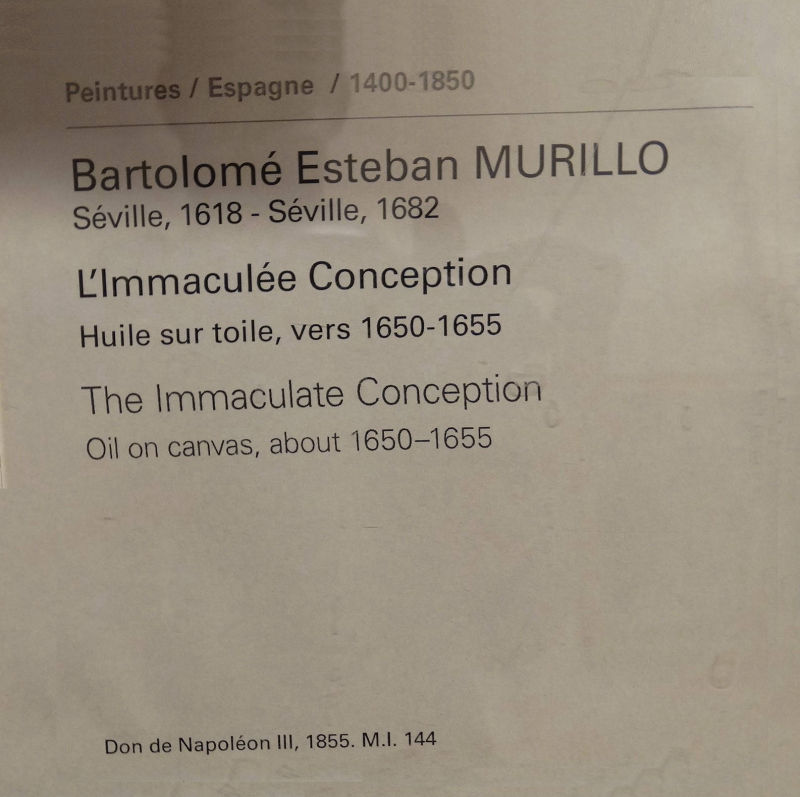 Peintures / Espagne / 1400-1850
Bartolomé Esteban MURILLO
Séville, 1618 - Séville, 1682
L'Immaculée Conception
Huile sur toile, vers 1650-1655
The Immaculate Conception
Oil on canvas, about 1650–1655
Don de Napoléon III, 1855. M.I. 144